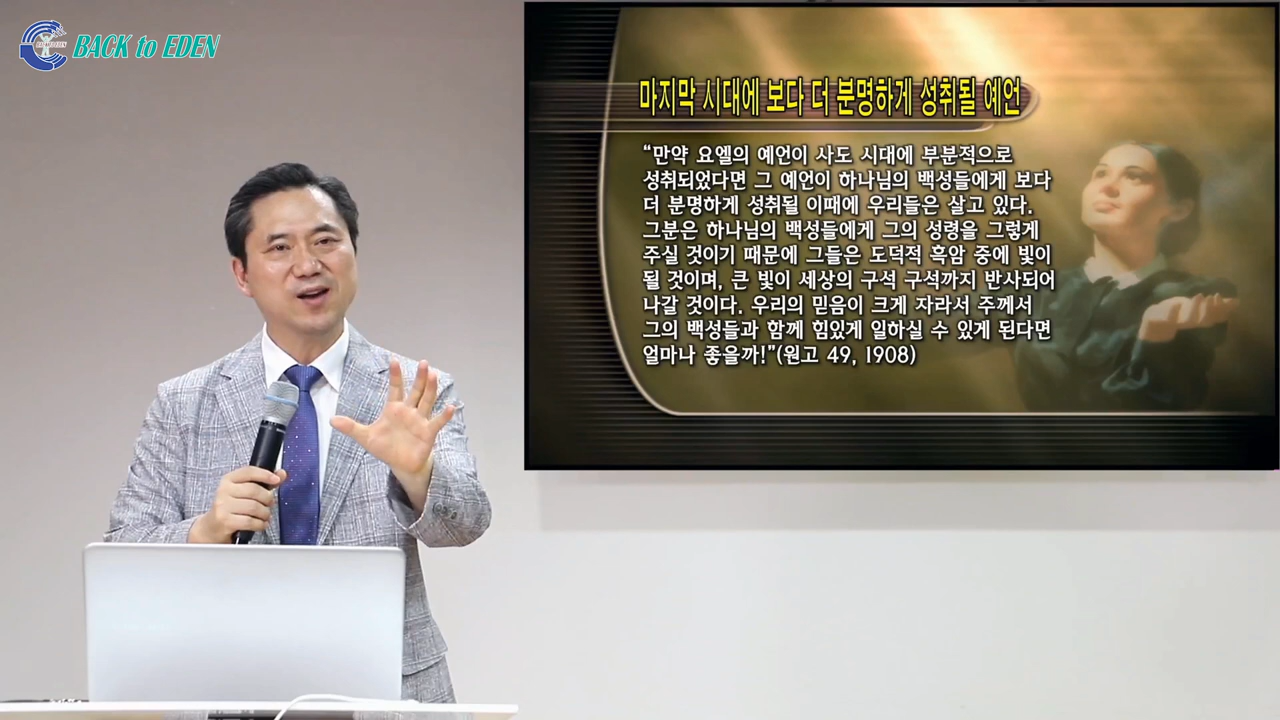 BACK to EDEN
마지막 시대에 보다 더 분명하게 성취될 예언
“만약 요엘의 예언이 사도 시대에 부분적으로
성취되었다면 그 예언이 하나님의 백성들에게 보다
더 분명하게 성취될 이때에 우리들은 살고 있다.
그분은 하나님의 백성들에게 그의 성령을 그렇게
주실 것이기 때문에 그들은 도덕적 흑암 중에 빛이
될 것이며, 큰 빛이 세상의 구석 구석까지 반사되어
나갈 것이다. 우리의 믿음이 크게 자라서 주께서
그의 백성들과 함께 힘있게 일하실 수 있게 된다면
얼마나 좋을까!”(원고 49, 1908)